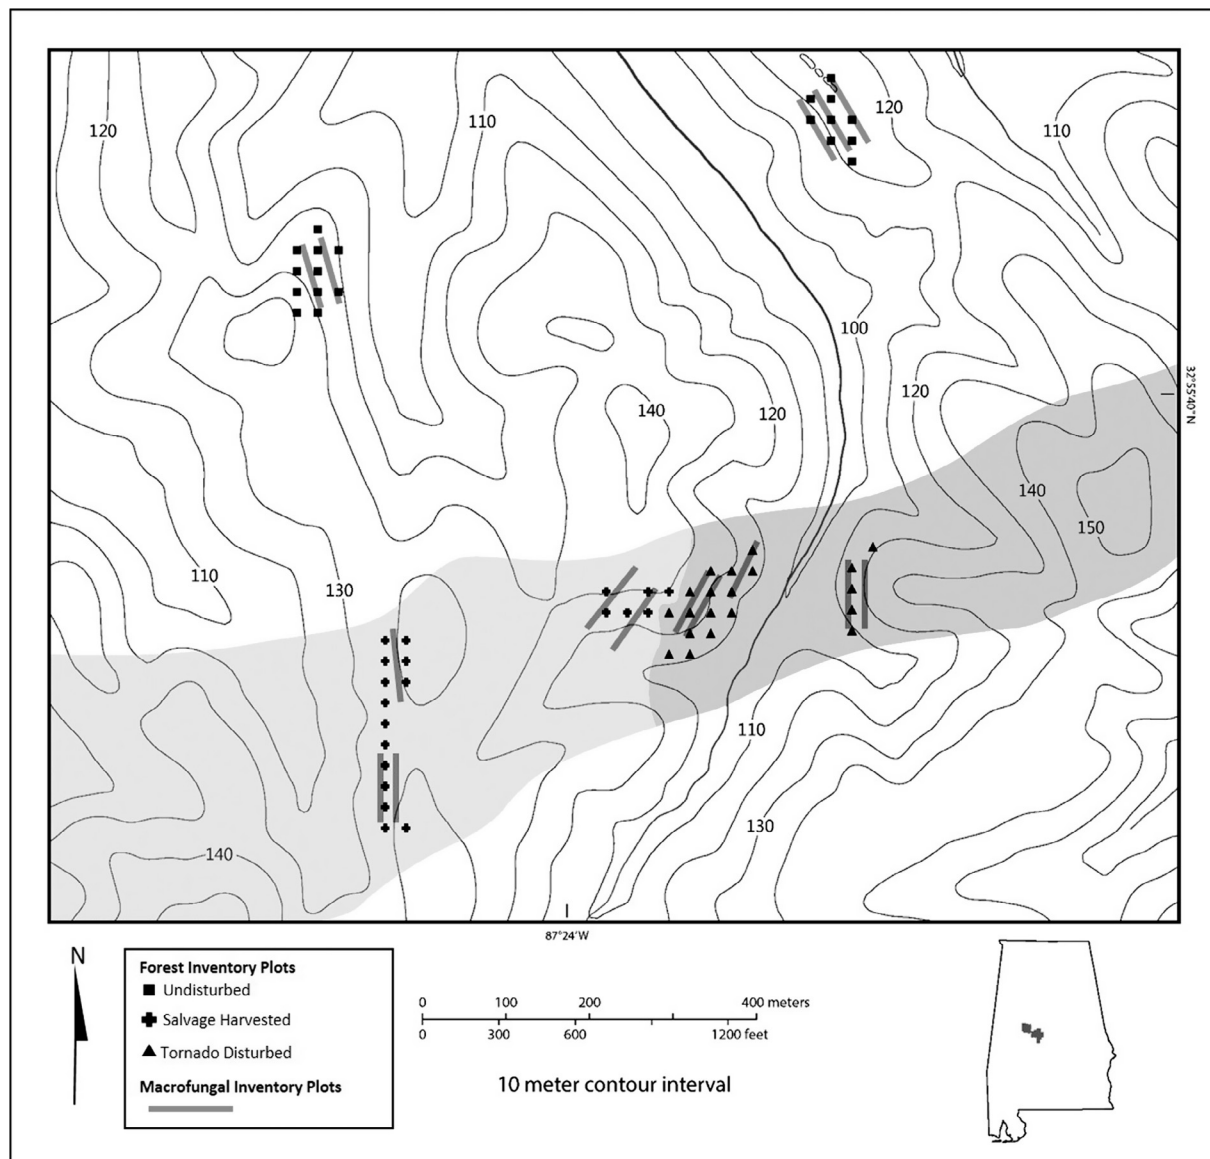 120
110
120
110
100
32°55'40"N
120
140
120
140
150
110
130
110
130
140
87°24'W
N
Forest Inventory Plots
Undisturbed
Salvage Harvested
Tornado Disturbed
Macrofungal Inventory Plots
0 100 200 400 meters
0 300 600 1200 feet
10 meter contour interval